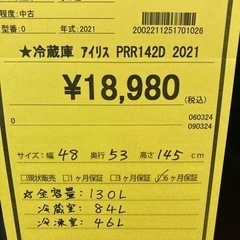 程度:中古
型番:0 年式:2021 2002211251701026
★冷蔵庫 アイリス PRR142D 2021
¥18,980(税込)
060324
090324
サイズ:幅 48 奥行 53 高さ 145 cm
□現状販売 □1ヶ月保証 □3ヶ月保証 ☑6ヶ月保証
☆全容量:130L
冷蔵室:84L
冷凍室:46L